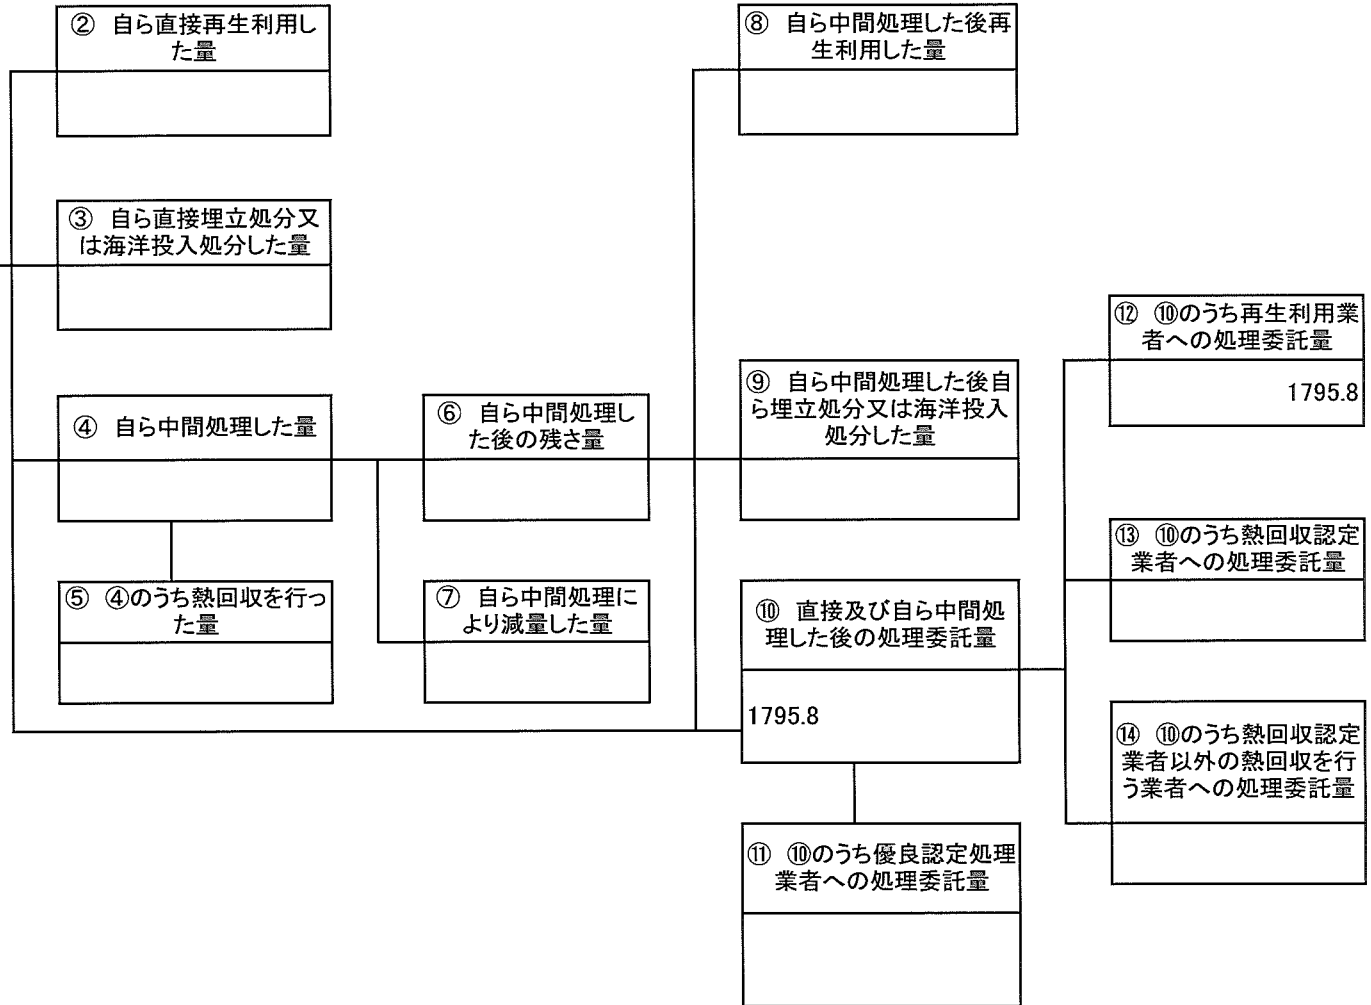 ② 自ら直接再生利用し
た量
⑧ 自ら中間処理した後再
生利用した量
③ 自ら直接埋立処分又
は海洋投入処分した量
⑫ ⑩のうち再生利用業
者への処理委託量
1795.8
④ 自ら中間処理した量
⑥ 自ら中間処理し
た後の残さ量
⑨ 自ら中間処理した後自
ら埋立処分又は海洋投入
処分した量
⑬ ⑩のうち熱回収認定
業者への処理委託量
⑤ ④のうち熱回収を行っ
た量
⑦ 自ら中間処理に
より減量した量
⑩ 直接及び自ら中間処
理した後の処理委託量
1795.8
⑭ ⑩のうち熱回収認定
業者以外の熱回収を行
う業者への処理委託量
⑪ ⑩のうち優良認定処理
業者への処理委託量